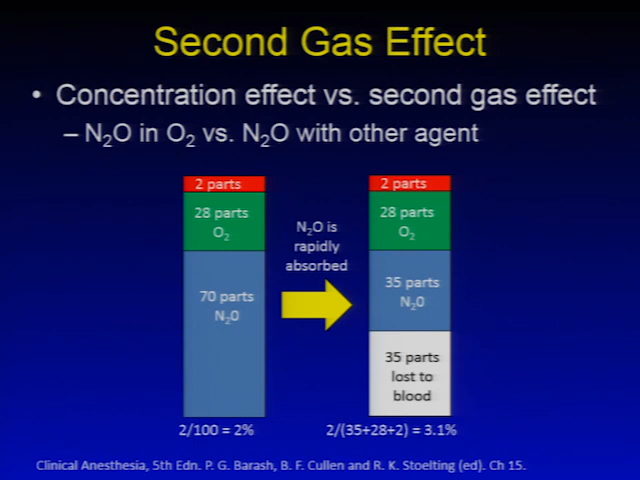 Second Gas Effect
• Concentration effect vs. second gas effect
– N₂O in O₂ vs. N₂O with other agent
2 parts
28 parts
O₂
70 parts
N₂0
N₂O is
rapidly
absorbed
2 parts
28 parts
O₂
35 parts
N₂0
35 parts
lost to
blood
2/100 = 2%
2/(35+28+2) = 3.1%
Clinical Anesthesia, 5th Edn. P. G. Barash, B. F. Cullen and R. K. Stoelting (ed). Ch 15.